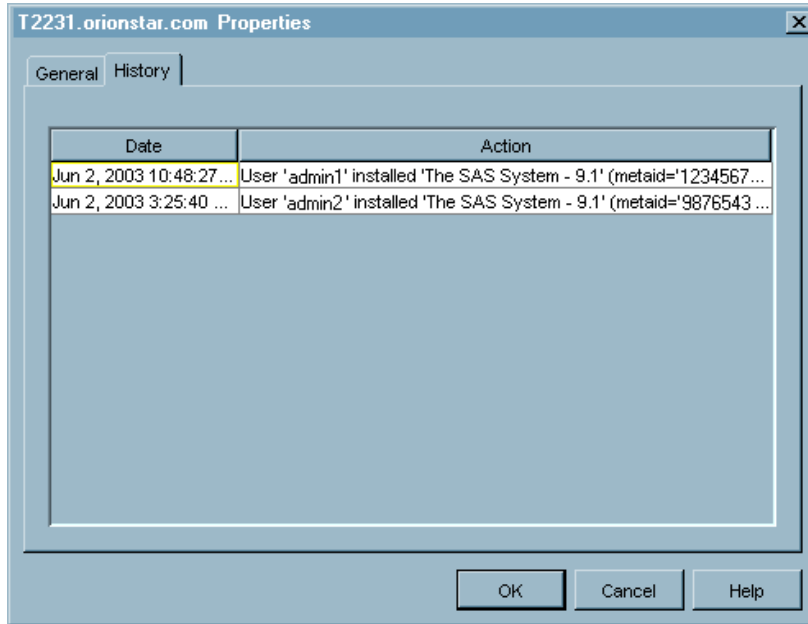 T2231.orionstar.com Properties
General History
Date Action
Jun 2, 2003 10:48:27... User 'admin1' installed 'The SAS System - 9.1' (metaid='1234567...
Jun 2, 2003 3:25:40 ... User 'admin2' installed 'The SAS System - 9.1' (metaid='9876543 ...
OK Cancel Help